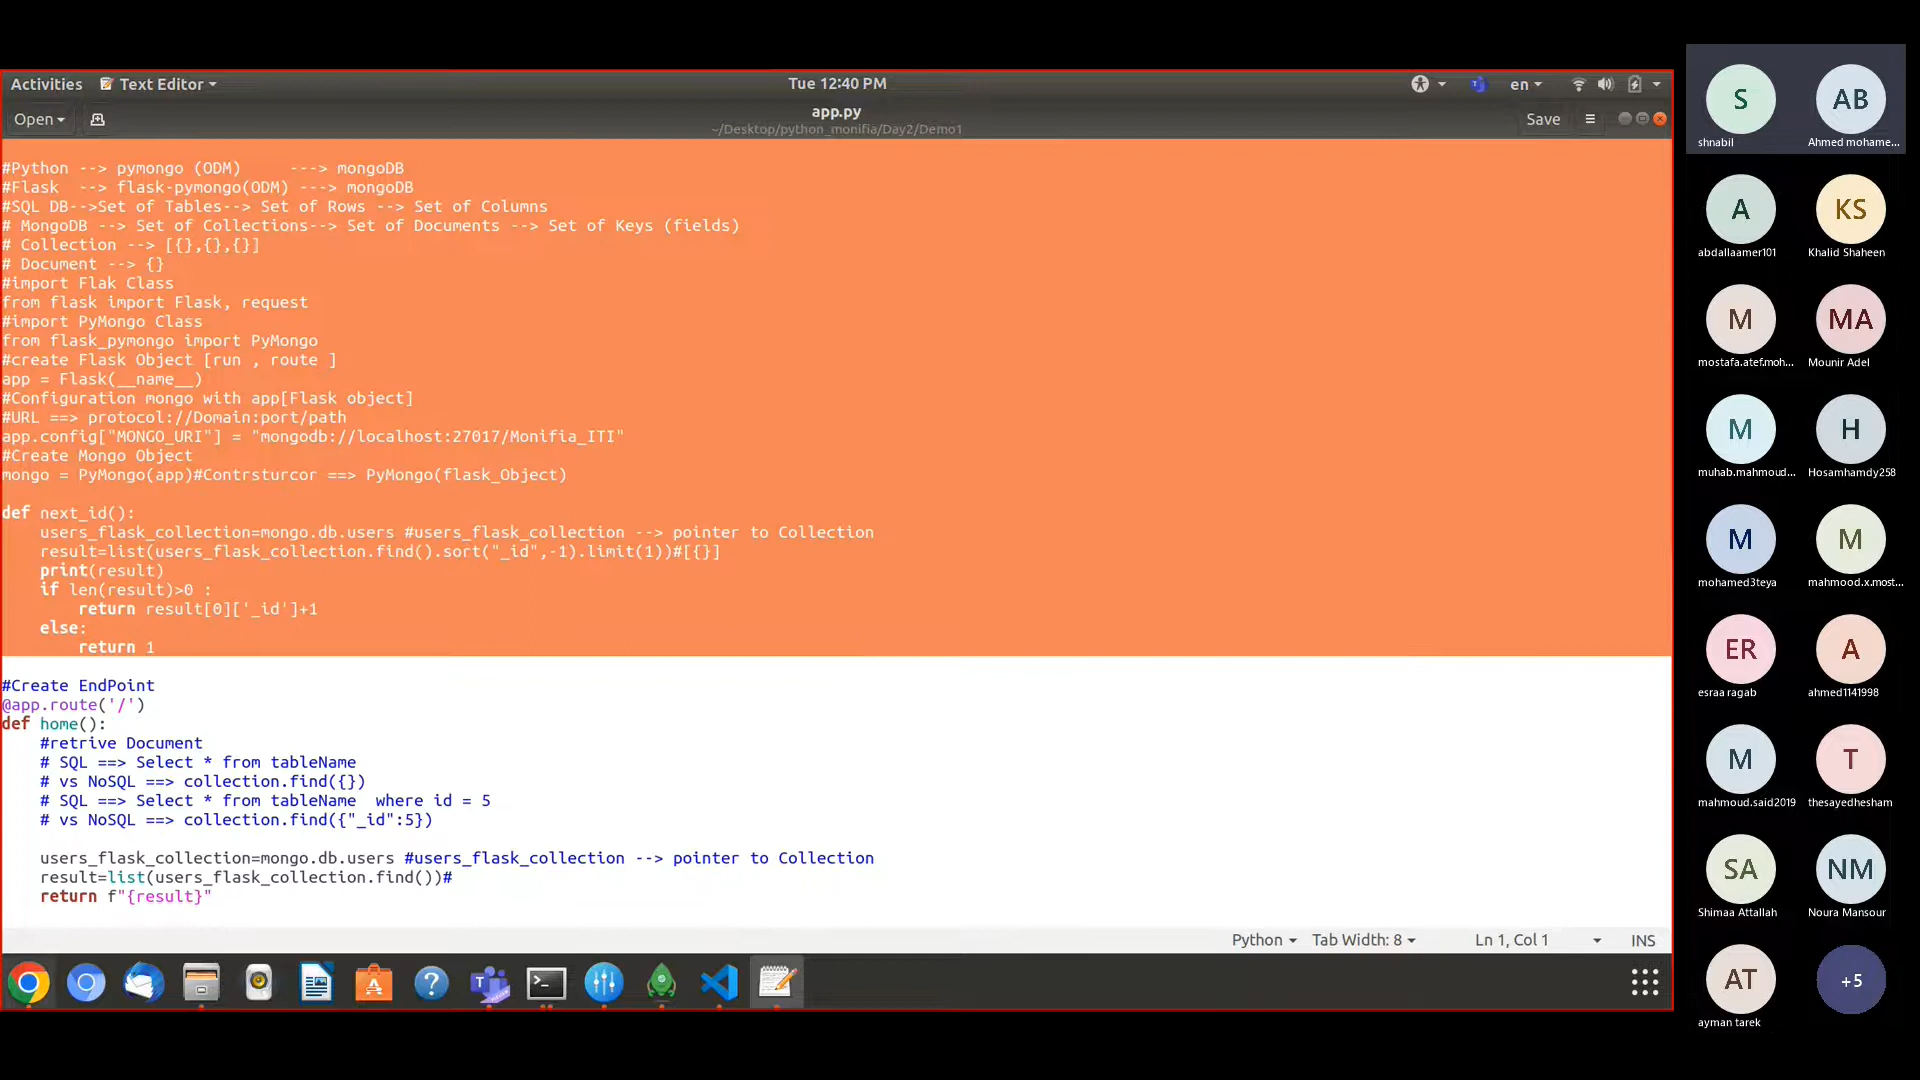 Activities Text Editor Tue 12:40 PM en
Open app.py Save
~/Desktop/python_monifia/Day2/Demo1
#Python --> pymongo (ODM)     ---> mongoDB
#Flask  --> flask-pymongo(ODM) ---> mongoDB
#SQL DB-->Set of Tables--> Set of Rows --> Set of Columns
# MongoDB --> Set of Collections--> Set of Documents --> Set of Keys (fields)
# Collection --> [{},{},{}]
# Document --> {}
#import Flak Class
from flask import Flask, request
#import PyMongo Class
from flask_pymongo import PyMongo
#create Flask Object [run , route ]
app = Flask(__name__)
#Configuration mongo with app[Flask object]
#URL ==> protocol://Domain:port/path
app.config["MONGO_URI"] = "mongodb://localhost:27017/Monifia_ITI"
#Create Mongo Object
mongo = PyMongo(app)#Contrsturcor ==> PyMongo(flask_Object)
def next_id():
    users_flask_collection=mongo.db.users #users_flask_collection --> pointer to Collection
    result=list(users_flask_collection.find().sort("_id",-1).limit(1))#[{}]
    print(result)
    if len(result)>0 :
        return result[0]['_id']+1
    else:
        return 1
#Create EndPoint
@app.route('/')
def home():
    #retrive Document
    # SQL ==> Select * from tableName
    # vs NoSQL ==> collection.find({})
    # SQL ==> Select * from tableName  where id = 5
    # vs NoSQL ==> collection.find({"_id":5})
    users_flask_collection=mongo.db.users #users_flask_collection --> pointer to Collection
    result=list(users_flask_collection.find())#
    return f"{result}"
Python Tab Width: 8 Ln 1, Col 1 INS
S AB
shnabil Ahmed mohame...
A KS
abdallaamer101 Khalid Shaheen
M MA
mostafa.atef.moh... Mounir Adel
M H
muhab.mahmoud... Hosamhamdy258
M M
mohamed3teya mahmood.x.most...
ER A
esraa ragab ahmed1141998
M T
mahmoud.said2019 thesayedhesham
SA NM
Shimaa Attallah Noura Mansour
AT +5
ayman tarek